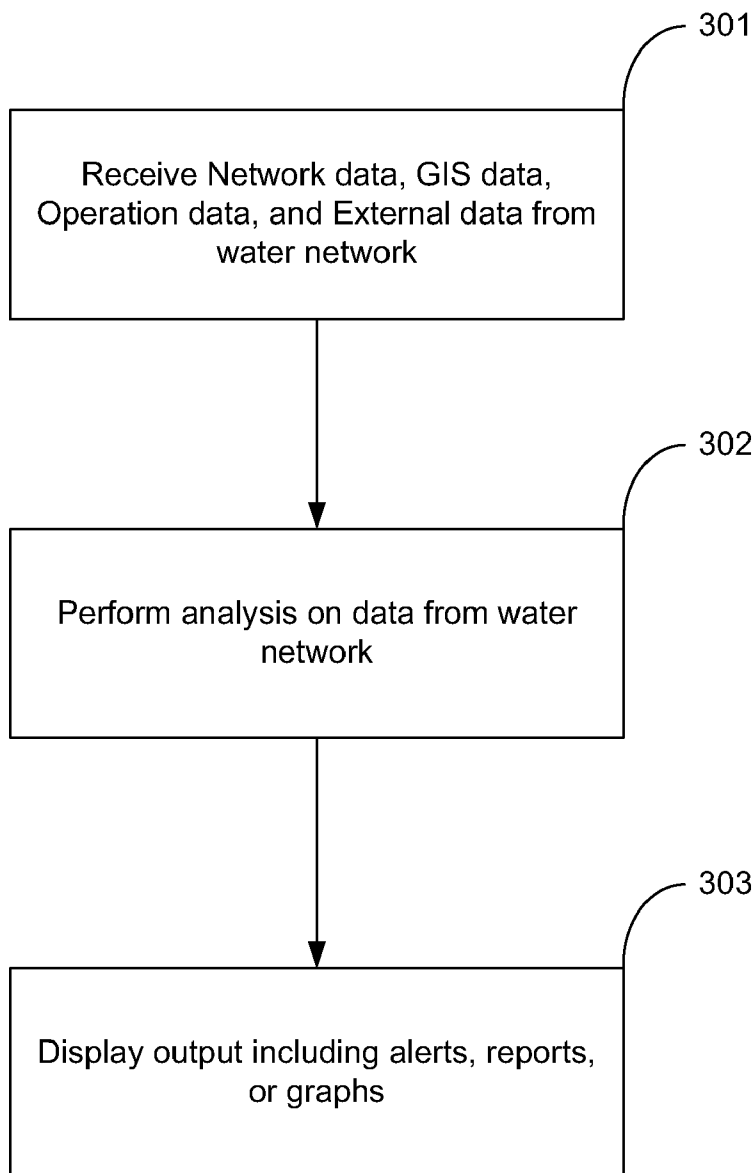 301
Receive Network data, GIS data,
Operation data, and External data from
water network
302
Perform analysis on data from water
network
303
Display output including alerts, reports,
or graphs